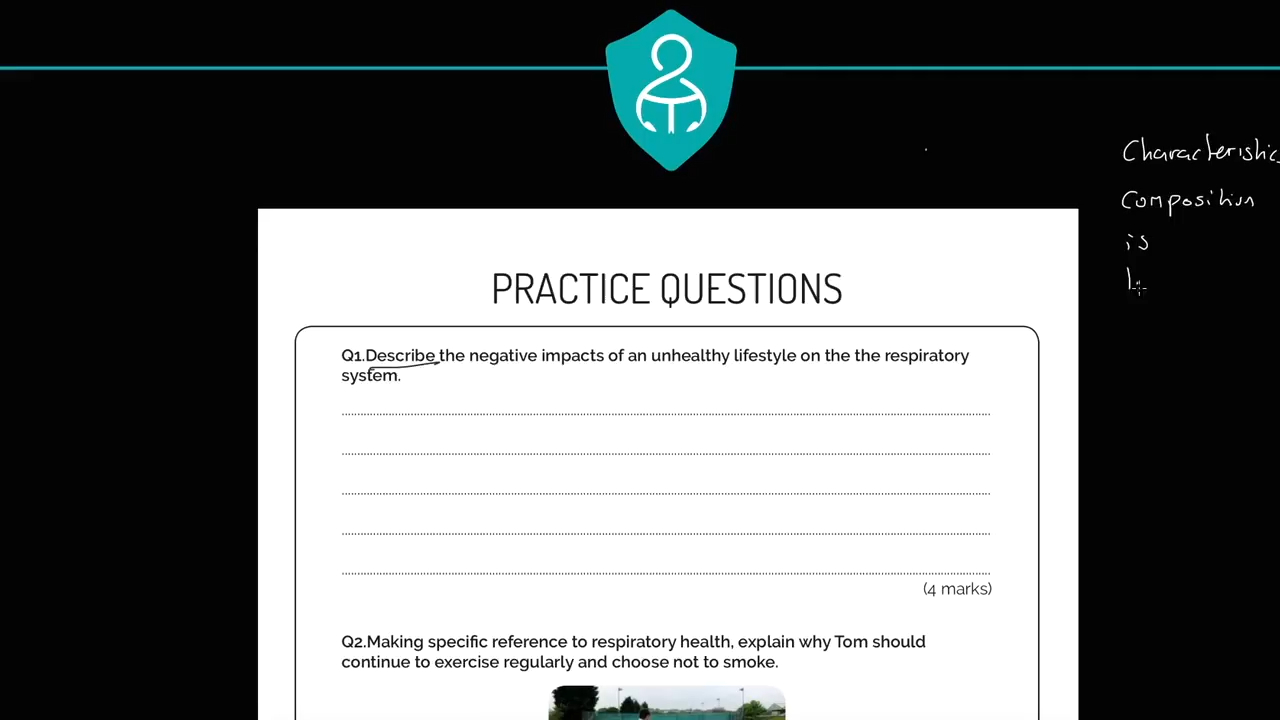 Characteristic
Composition
is
PRACTICE QUESTIONS
Q1.Describe the negative impacts of an unhealthy lifestyle on the the respiratory
system.
(4 marks)
Q2.Making specific reference to respiratory health, explain why Tom should
continue to exercise regularly and choose not to smoke.